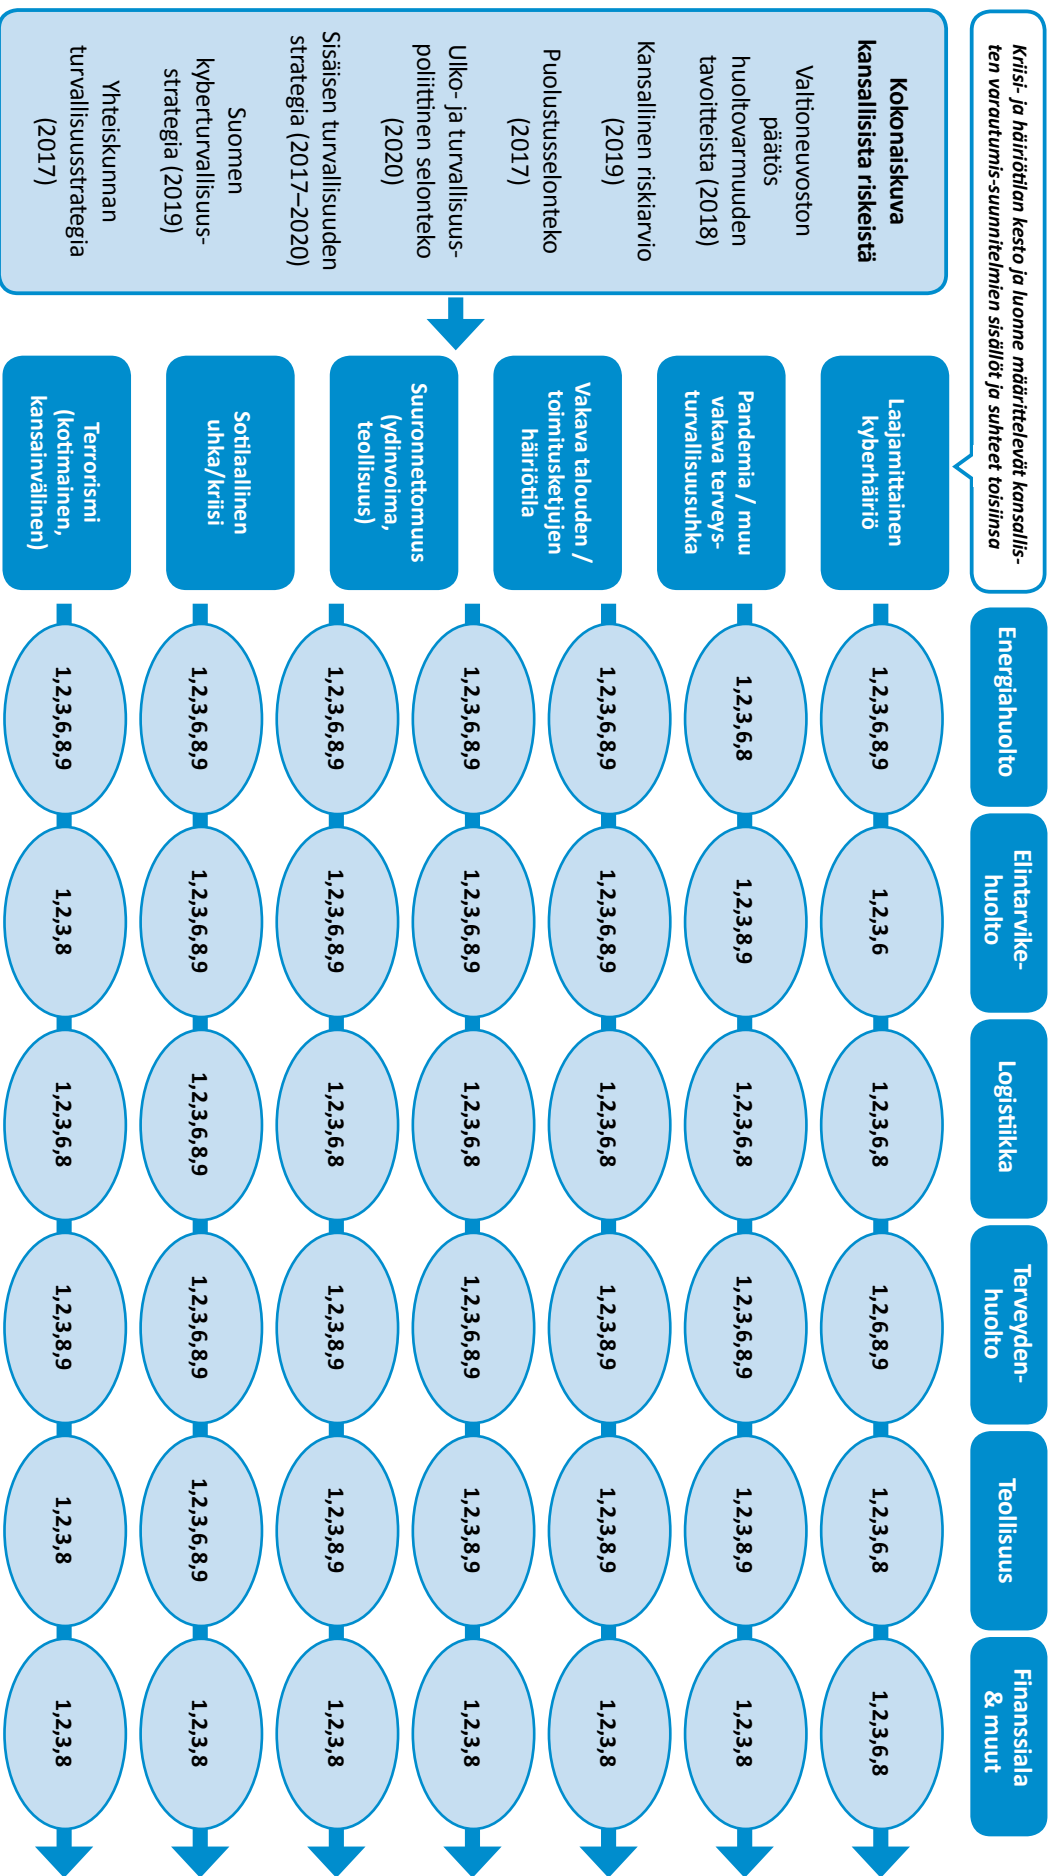 Kriisi- ja häiriötilan kesto ja luonne määrittelevät kansallis-
ten varautumis-suunnitelmien sisällöt ja suhteet toisiinsa
Energiahuolto
Elintarvike-
huolto
Logistiikka
Terveyden-
huolto
Teollisuus
Finanssiala
& muut
Kokonaiskuva
kansallisista riskeistä
Valtioneuvoston
päätös
huoltovarmuuden
tavoitteista (2018)
Kansallinen riskiarvio
(2019)
Puolustusselonteko
(2017)
Ulko- ja turvallisuus-
poliittinen selonteko
(2020)
Sisäisen turvallisuuden
strategia (2017–2020)
Suomen
kyberturvallisuus-
strategia (2019)
Yhteiskunnan
turvallisuusstrategia
(2017)
Laajamittainen
kyberhäiriö
Pandemia / muu
vakava terveys-
turvallisuusuhka
Vakava talouden /
toimitusketjujen
häiriötila
Suuronnettomuus
(ydinvoima,
teollisuus)
Sotilaallinen
uhka/kriisi
Terrorismi
(kotimainen,
kansainvälinen)
1,2,3,6,8,9
1,2,3,6
1,2,3,6,8
1,2,6,8,9
1,2,3,6,8
1,2,3,6,8
1,2,3,6,8
1,2,3,8,9
1,2,3,6,8
1,2,3,6,8,9
1,2,3,8,9
1,2,3,8
1,2,3,6,8,9
1,2,3,6,8,9
1,2,3,6,8
1,2,3,8,9
1,2,3,8,9
1,2,3,8
1,2,3,6,8,9
1,2,3,6,8,9
1,2,3,6,8
1,2,3,6,8,9
1,2,3,8,9
1,2,3,8
1,2,3,6,8,9
1,2,3,6,8,9
1,2,3,6,8
1,2,3,8,9
1,2,3,8,9
1,2,3,8
1,2,3,6,8,9
1,2,3,6,8,9
1,2,3,6,8,9
1,2,3,6,8,9
1,2,3,6,8,9
1,2,3,8
1,2,3,6,8,9
1,2,3,8
1,2,3,6,8
1,2,3,8,9
1,2,3,8
1,2,3,8